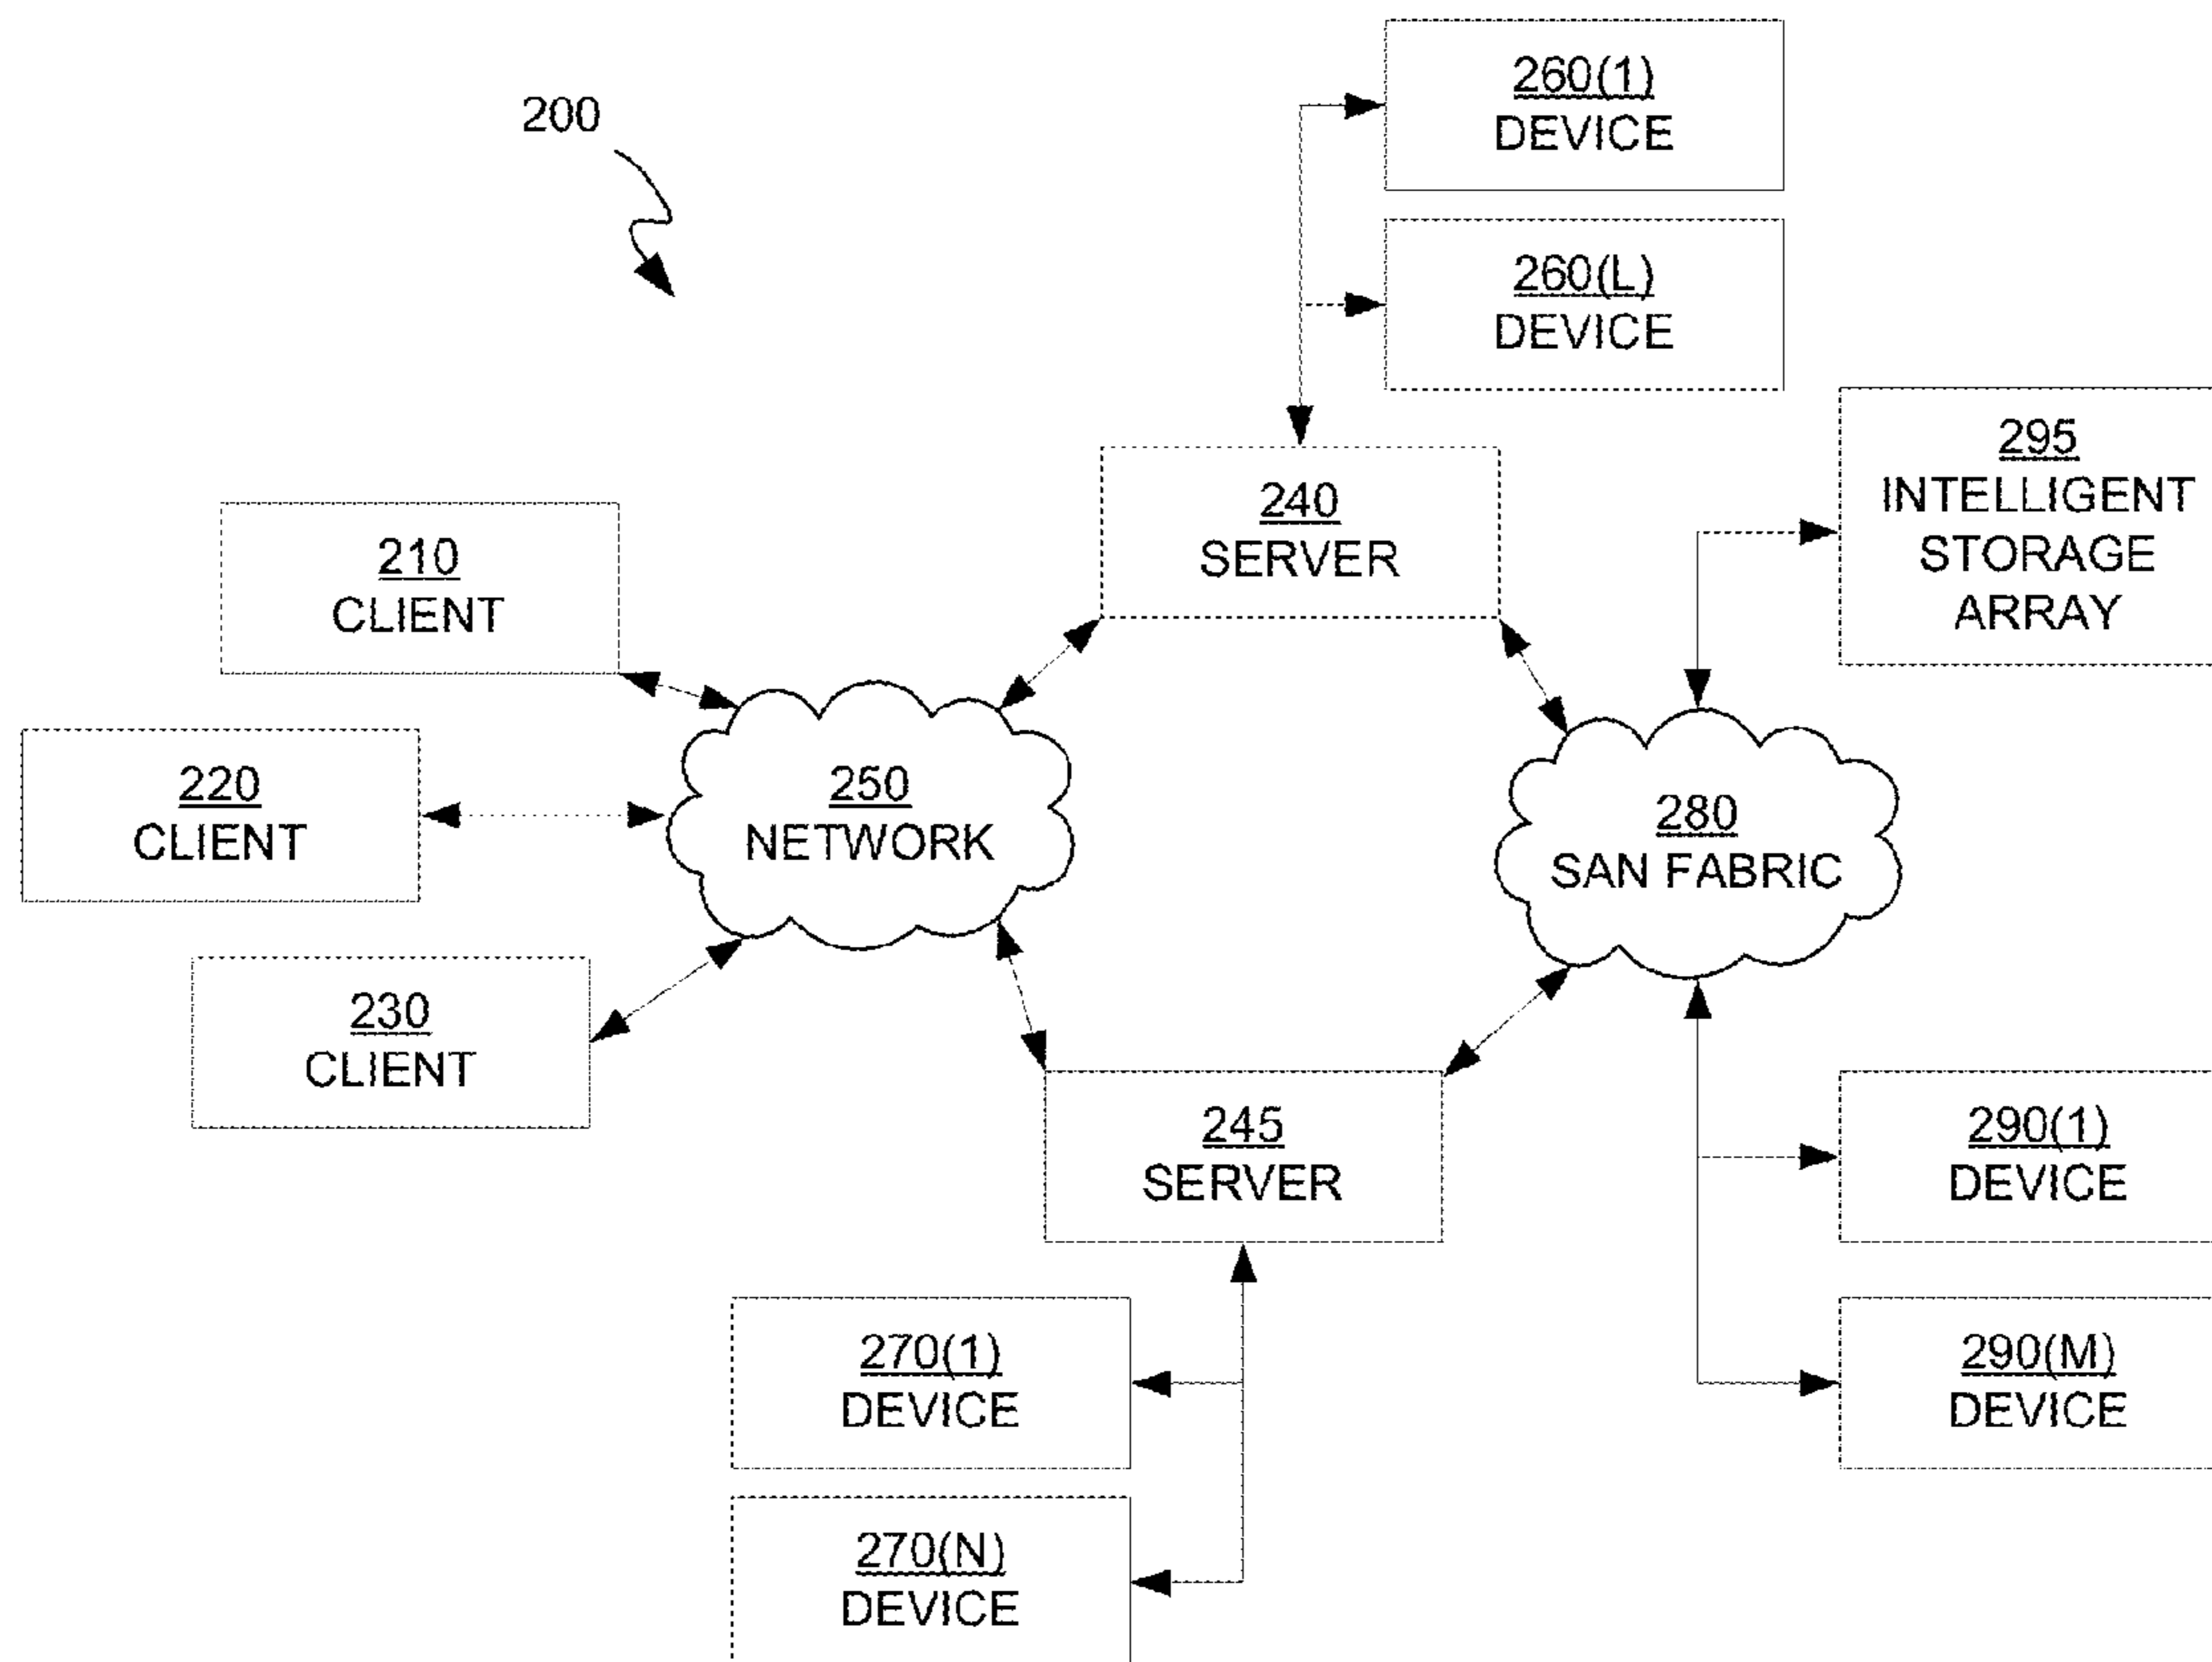 200
260(1)
DEVICE
260(L)
DEVICE
295
INTELLIGENT
STORAGE
ARRAY
240
SERVER
210
CLIENT
220
CLIENT
250
NETWORK
280
SAN FABRIC
230
CLIENT
245
SERVER
290(1)
DEVICE
270(1)
DEVICE
290(M)
DEVICE
270(N)
DEVICE